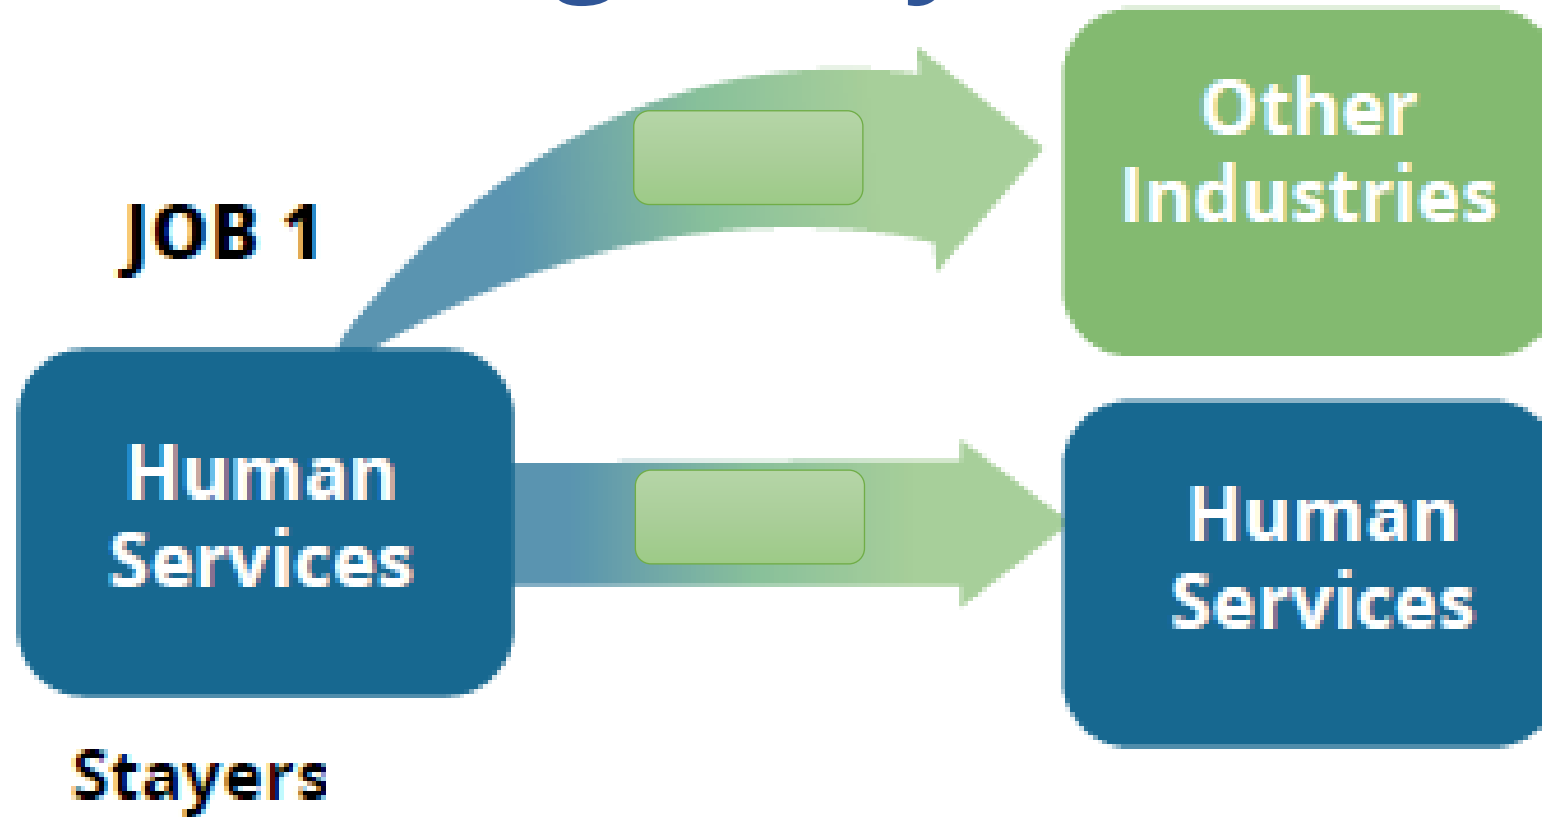 JOB 1
Other
Industries
Human
Services
Human
Services
Stayers